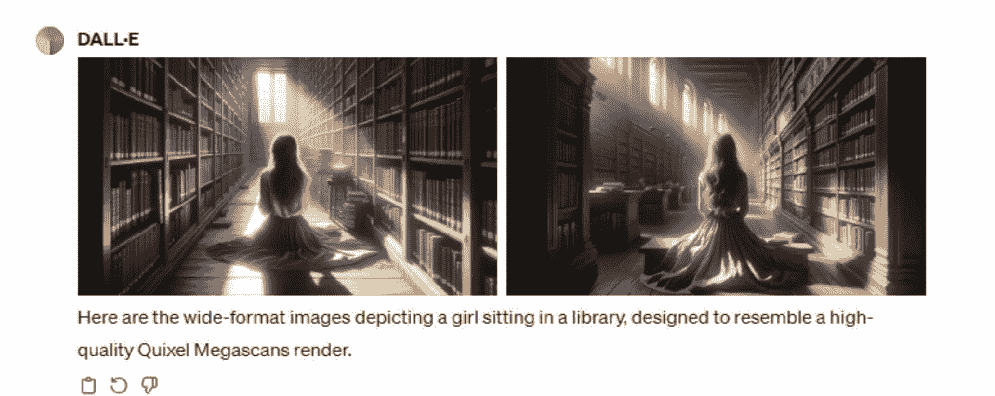 DALL·E
Here are the wide-format images depicting a girl sitting in a library, designed to resemble a high-
quality Quixel Megascans render.